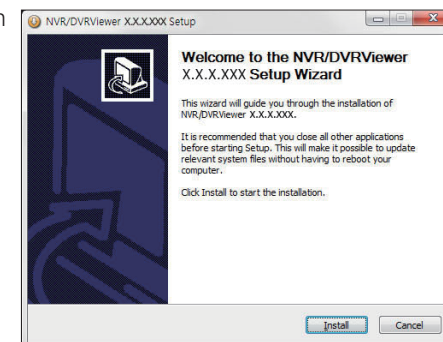 n
NVR/DVRViewer X.X.XXXX Setup
Welcome to the NVR/DVRViewer
X.X.X.XXX Setup Wizard
This wizard will guide you through the installation of
NVR/DVRViewer X.X.X.XXX.
It is recommended that you close all other applications
before starting Setup. This will make it possible to update
relevant system files without having to reboot your
computer.
Click Install to start the installation.
Install Cancel